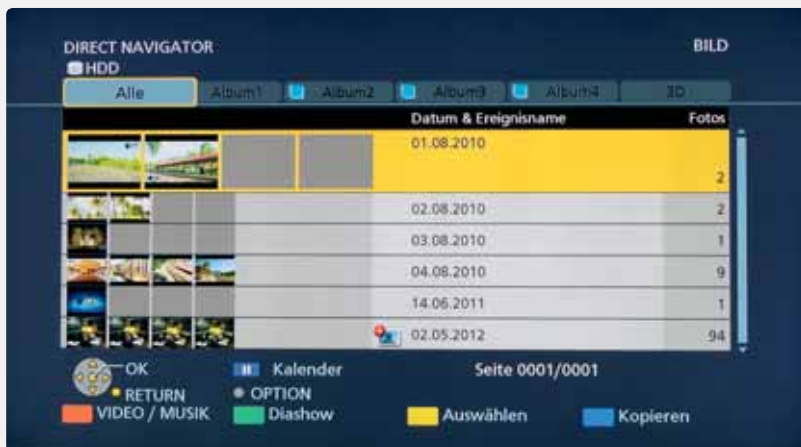 DIRECT NAVIGATOR BILD
HDD
Alle Album1 Album2 Album3 Album4 3D
Datum & Ereignisname Fotos
01.08.2010
2
02.08.2010 2
03.08.2010 1
04.08.2010 9
14.06.2011 1
02.05.2012 94
OK Kalender Seite 0001/0001
RETURN OPTION
VIDEO / MUSIK Diashow Auswählen Kopieren